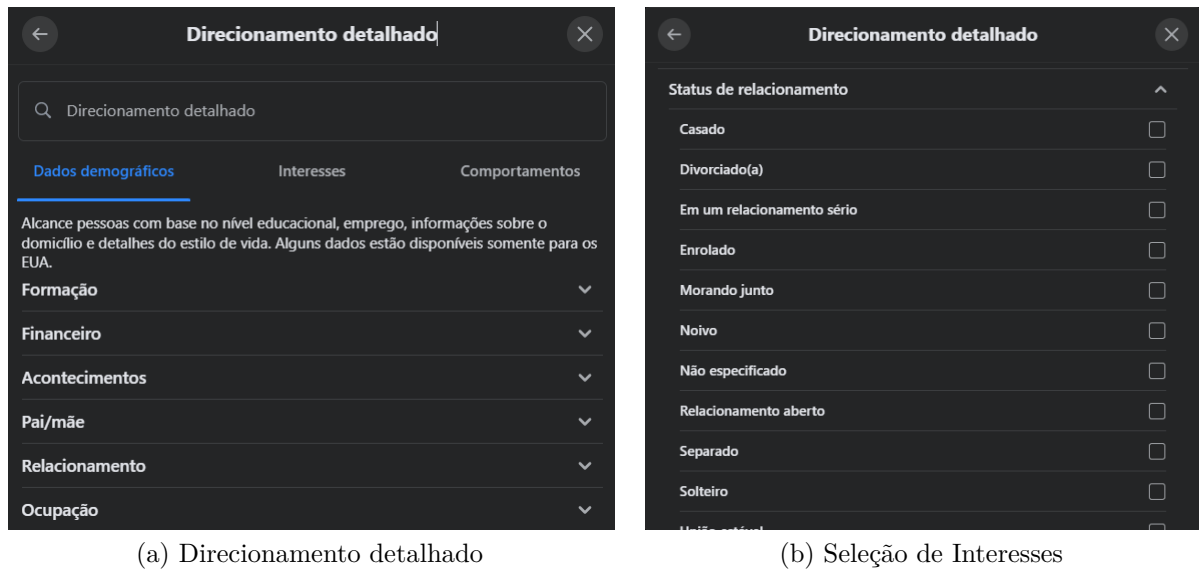 Direcionamento detalhado
Direcionamento detalhado
Dados demográficos
Interesses
Comportamentos
Alcance pessoas com base no nível educacional, emprego, informações sobre o
domicílio e detalhes do estilo de vida. Alguns dados estão disponíveis somente para os
EUA.
Formação
Financeiro
Acontecimentos
Pai/mãe
Relacionamento
Ocupação
(a) Direcionamento detalhado
Direcionamento detalhado
Status de relacionamento
Casado
Divorciado(a)
Em um relacionamento sério
Enrolado
Morando junto
Noivo
Não especificado
Relacionamento aberto
Separado
Solteiro
União estável
(b) Seleção de Interesses